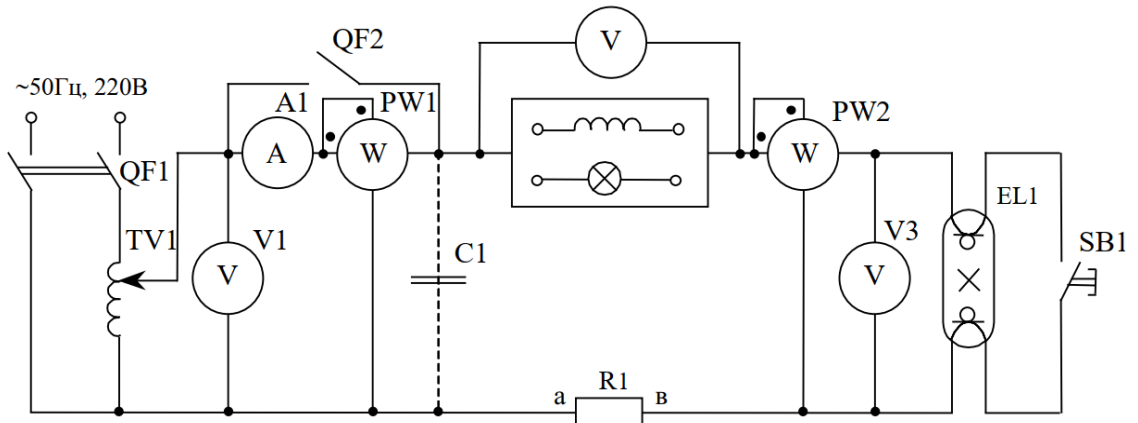 ~50Гц, 220В
QF1
TV1
QF2
A1
A
PW1
W
V1
V
C1
V
PW2
W
V3
V
EL1
SB1
а
R1
в